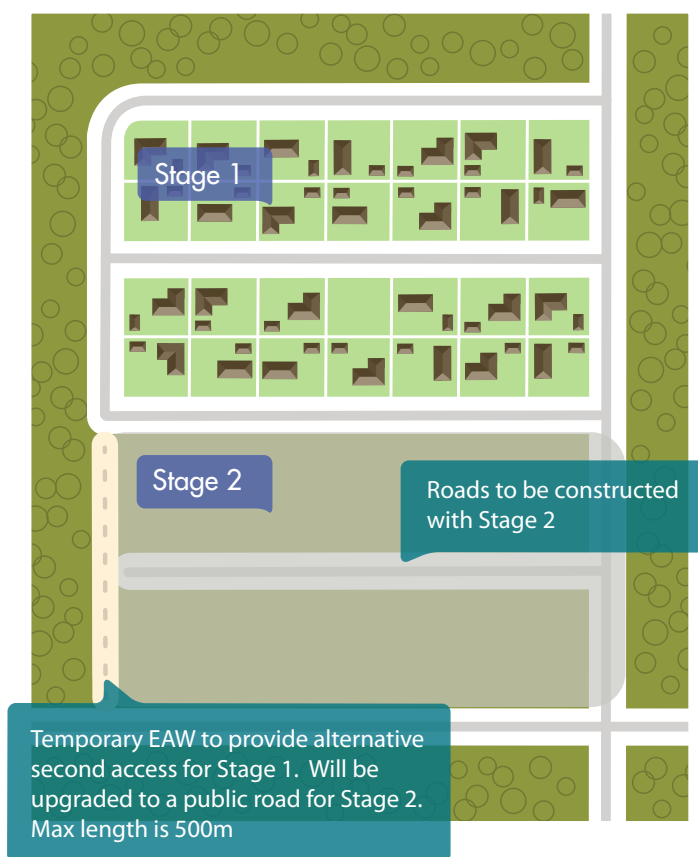 Stage 1
Stage 2
Roads to be constructed
with Stage 2
Temporary EAW to provide alternative
second access for Stage 1. Will be
upgraded to a public road for Stage 2.
Max length is 500m